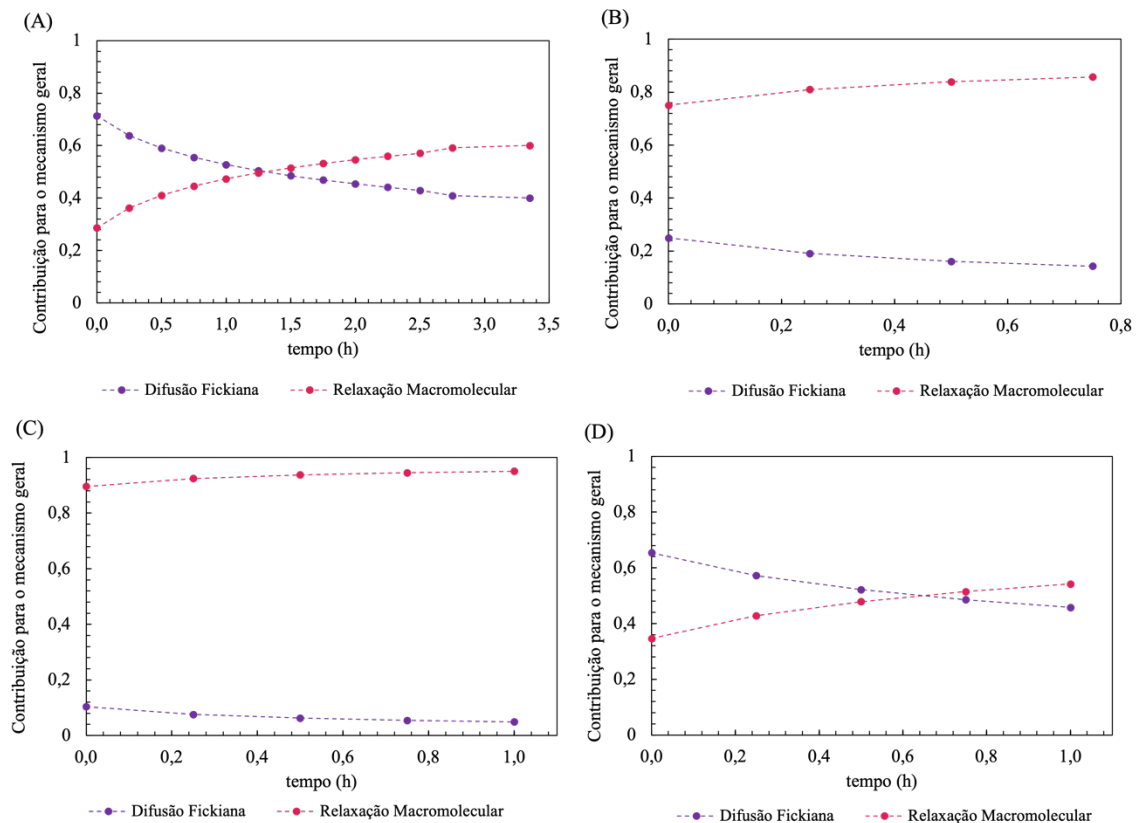 (A)
Contribuição para o mecanismo geral
1
0,8
0,6
0,4
0,2
0
0,0 0,5 1,0 1,5 2,0 2,5 3,0 3,5
tempo (h)
Difusão Fickiana Relaxação Macromolecular
(B)
Contribuição para o mecanismo geral
1
0,8
0,6
0,4
0,2
0
0,0 0,2 0,4 0,6 0,8
tempo (h)
Difusão Fickiana Relaxação Macromolecular
(C)
Contribuição para o mecanismo geral
1
0,8
0,6
0,4
0,2
0
0,0 0,2 0,4 0,6 0,8 1,0
tempo (h)
Difusão Fickiana Relaxação Macromolecular
(D)
Contribuição para o mecanismo geral
1
0,8
0,6
0,4
0,2
0
0,0 0,2 0,4 0,6 0,8 1,0
tempo (h)
Difusão Fickiana Relaxação Macromolecular